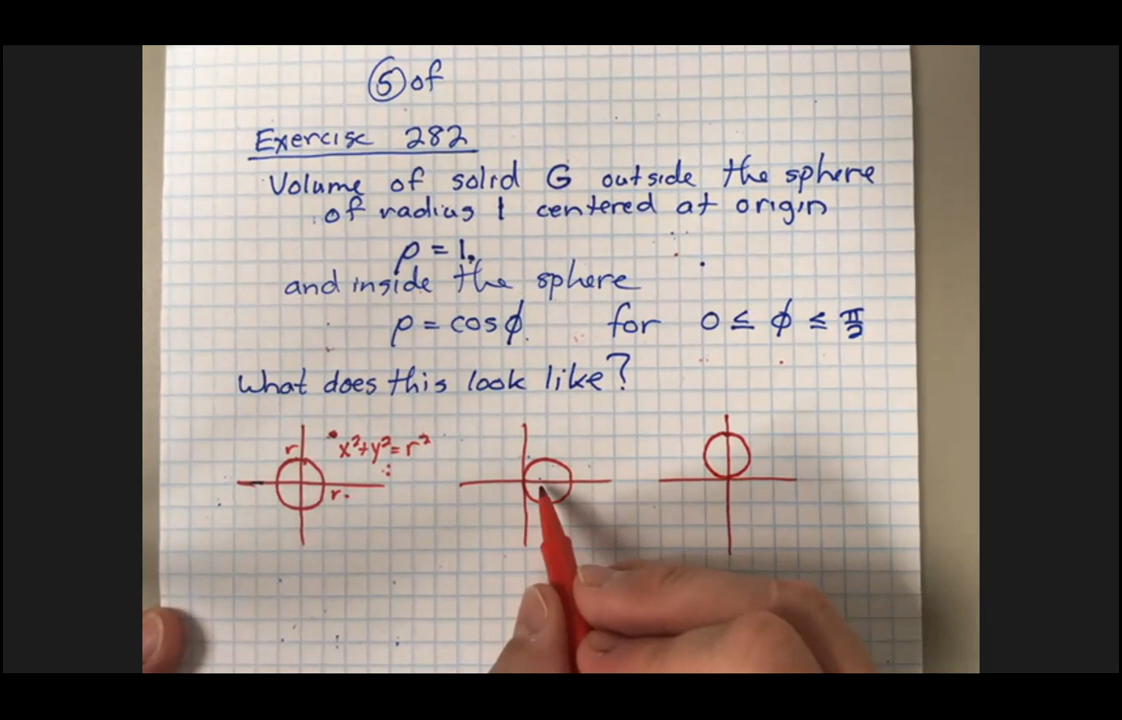 ⑤ of
Exercise 282
Volume of solid G outside the sphere
of radius 1 centered at origin
ρ = 1,
and inside the sphere
ρ = cosϕ. for 0 ≤ ϕ ≤ π/2
What does this look like?
r x²+y²=r²
r